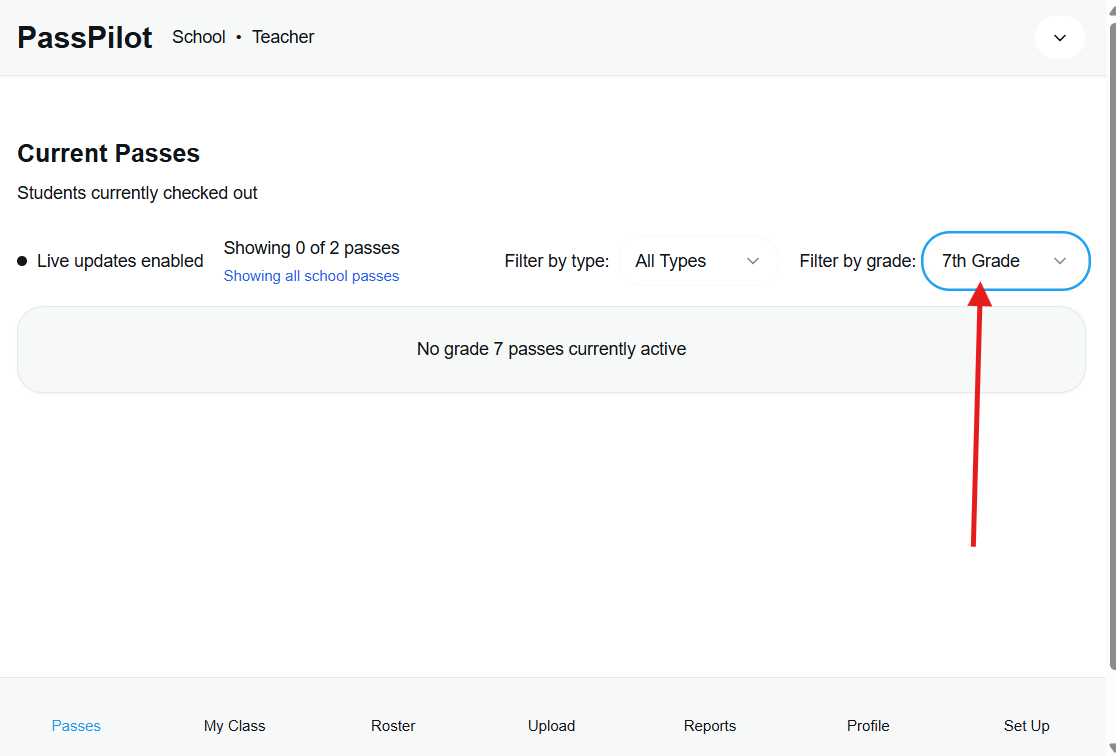 PassPilot School • Teacher
Current Passes
Students currently checked out
Live updates enabled
Showing 0 of 2 passes
Showing all school passes
Filter by type: All Types
Filter by grade: 7th Grade
No grade 7 passes currently active
Passes My Class Roster Upload Reports Profile Set Up